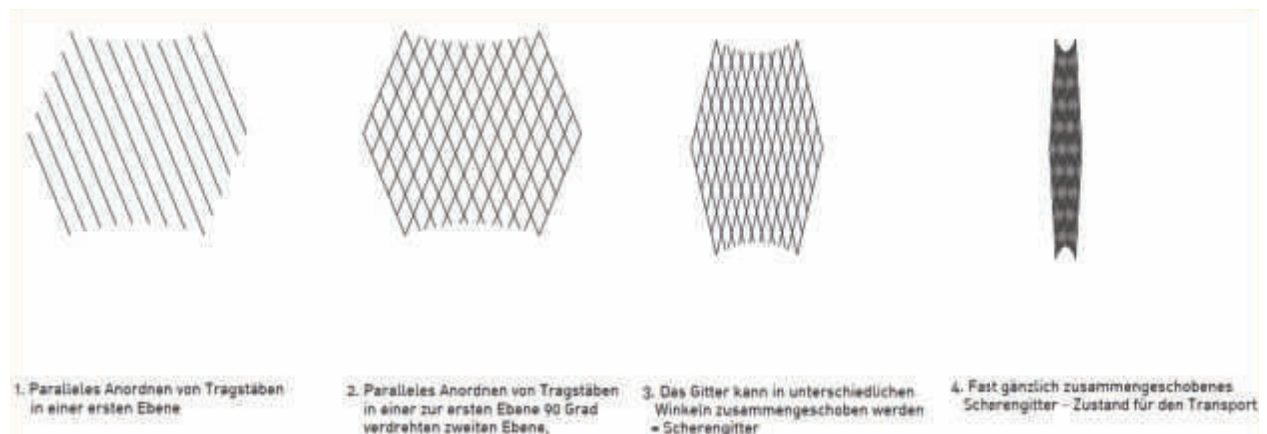 1. Paralleles Anordnen von Tragstäben
in einer ersten Ebene
2. Paralleles Anordnen von Tragstäben
in einer zur ersten Ebene 90 Grad
verdrehten zweiten Ebene,
3. Das Gitter kann in unterschiedlichen
Winkeln zusammengeschoben werden
= Scherengitter
4. Fast gänzlich zusammengeschobenes
Scherengitter - Zustand für den Transport